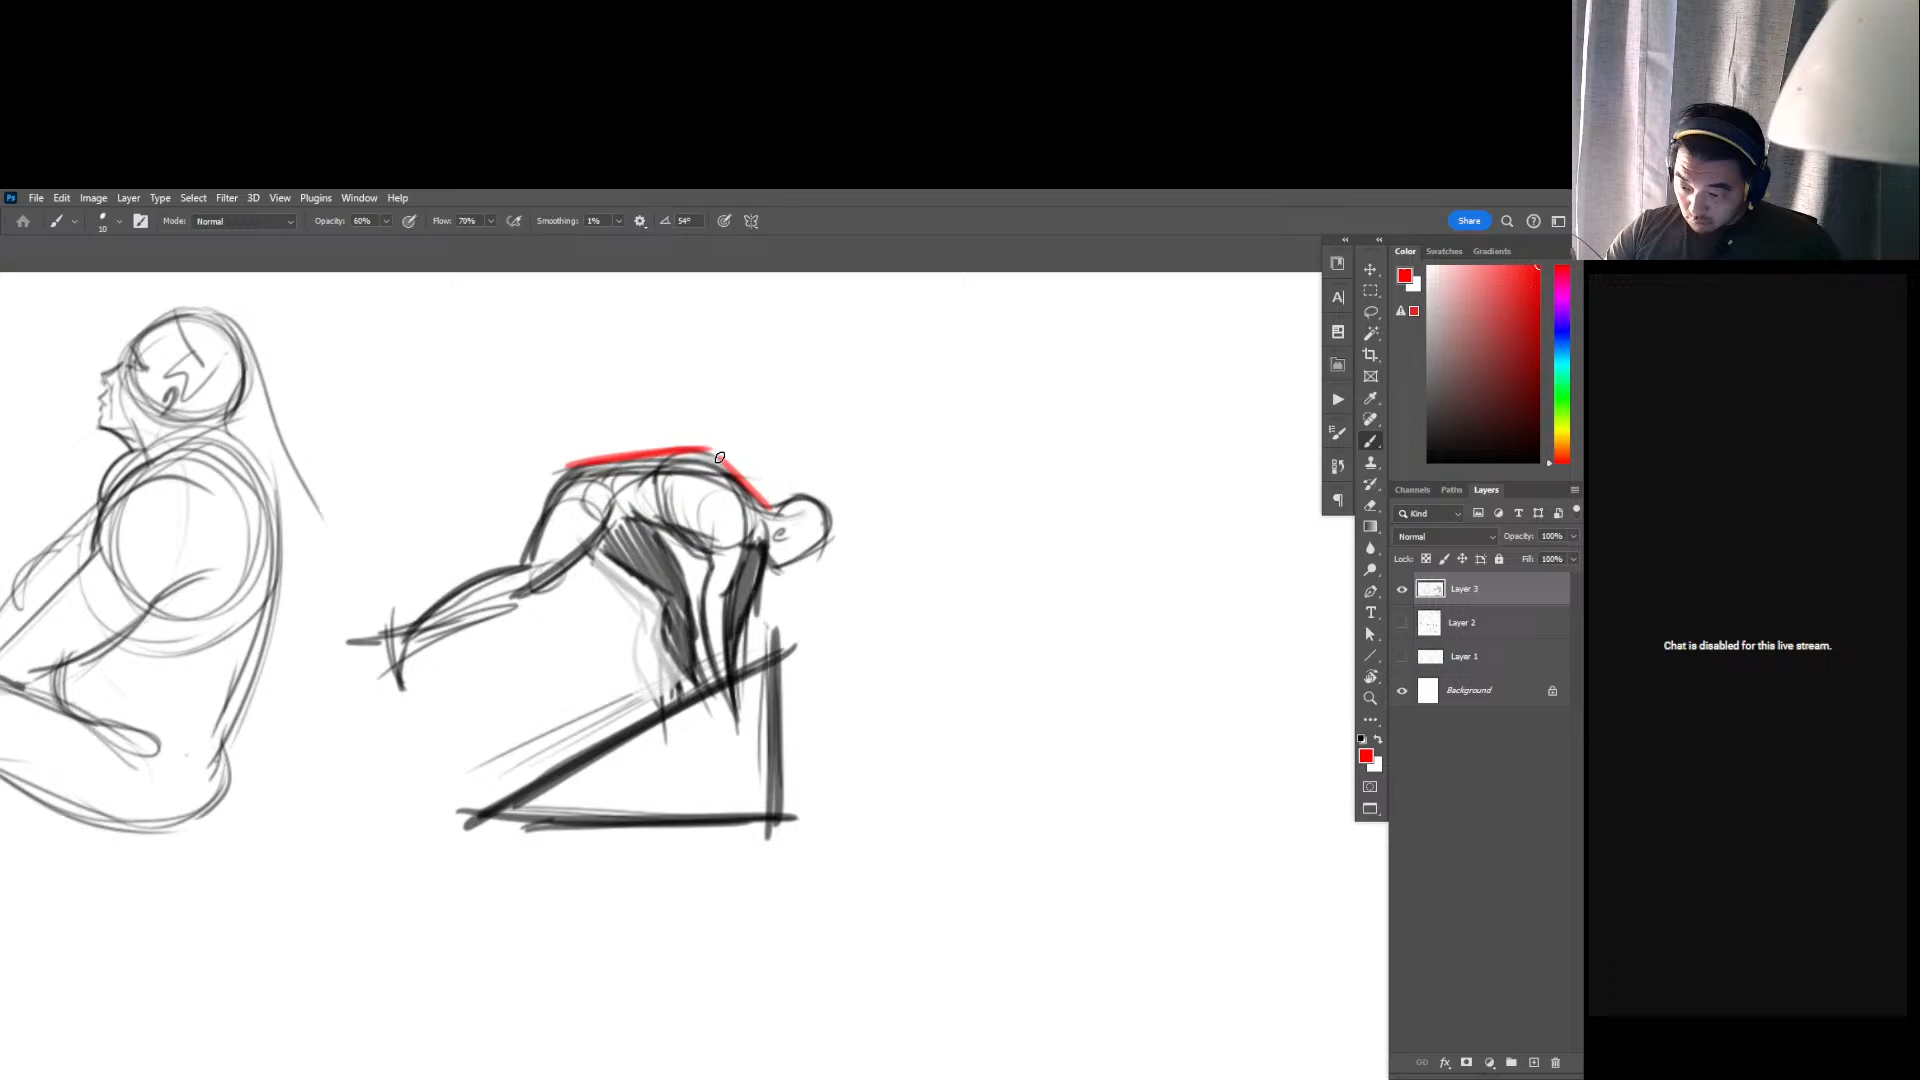 Ps File Edit Image Layer Type Select Filter 3D View Plugins Window Help
10 Mode: Normal Opacity: 60% Flow: 70% Smoothing: 1% 54° Share
Color Swatches Gradients
Channels Paths Layers
Kind
Normal Opacity: 100%
Lock: Fill: 100%
Layer 3
Layer 2
Layer 1
Background
Chat is disabled for this live stream.